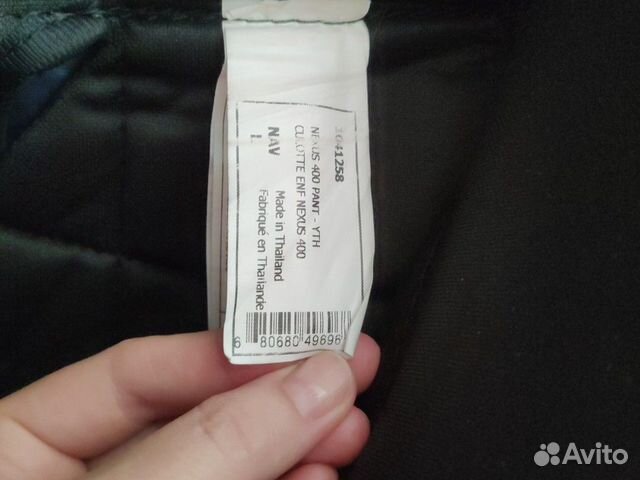 1041258
NEXUS 400 PANT - YTH
CULOTTE ENF NEXUS 400
NAV
L
Made in Thailand
Fabriqué en Thaïlande
6 80680 49696
Avito